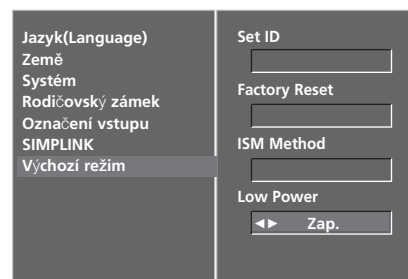 Jazyk(Language)
Země
Systém
Rodičovský zámek
Označení vstupu
SIMPLINK
Výchozí režim
Set ID
Factory Reset
ISM Method
Low Power
◄► Zap.